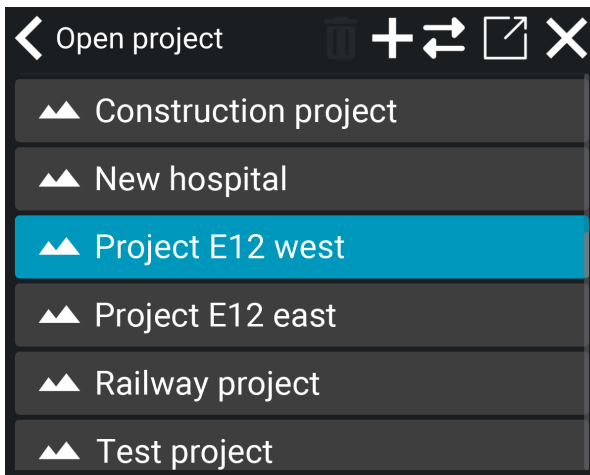 Open project
Construction project
New hospital
Project E12 west
Project E12 east
Railway project
Test project